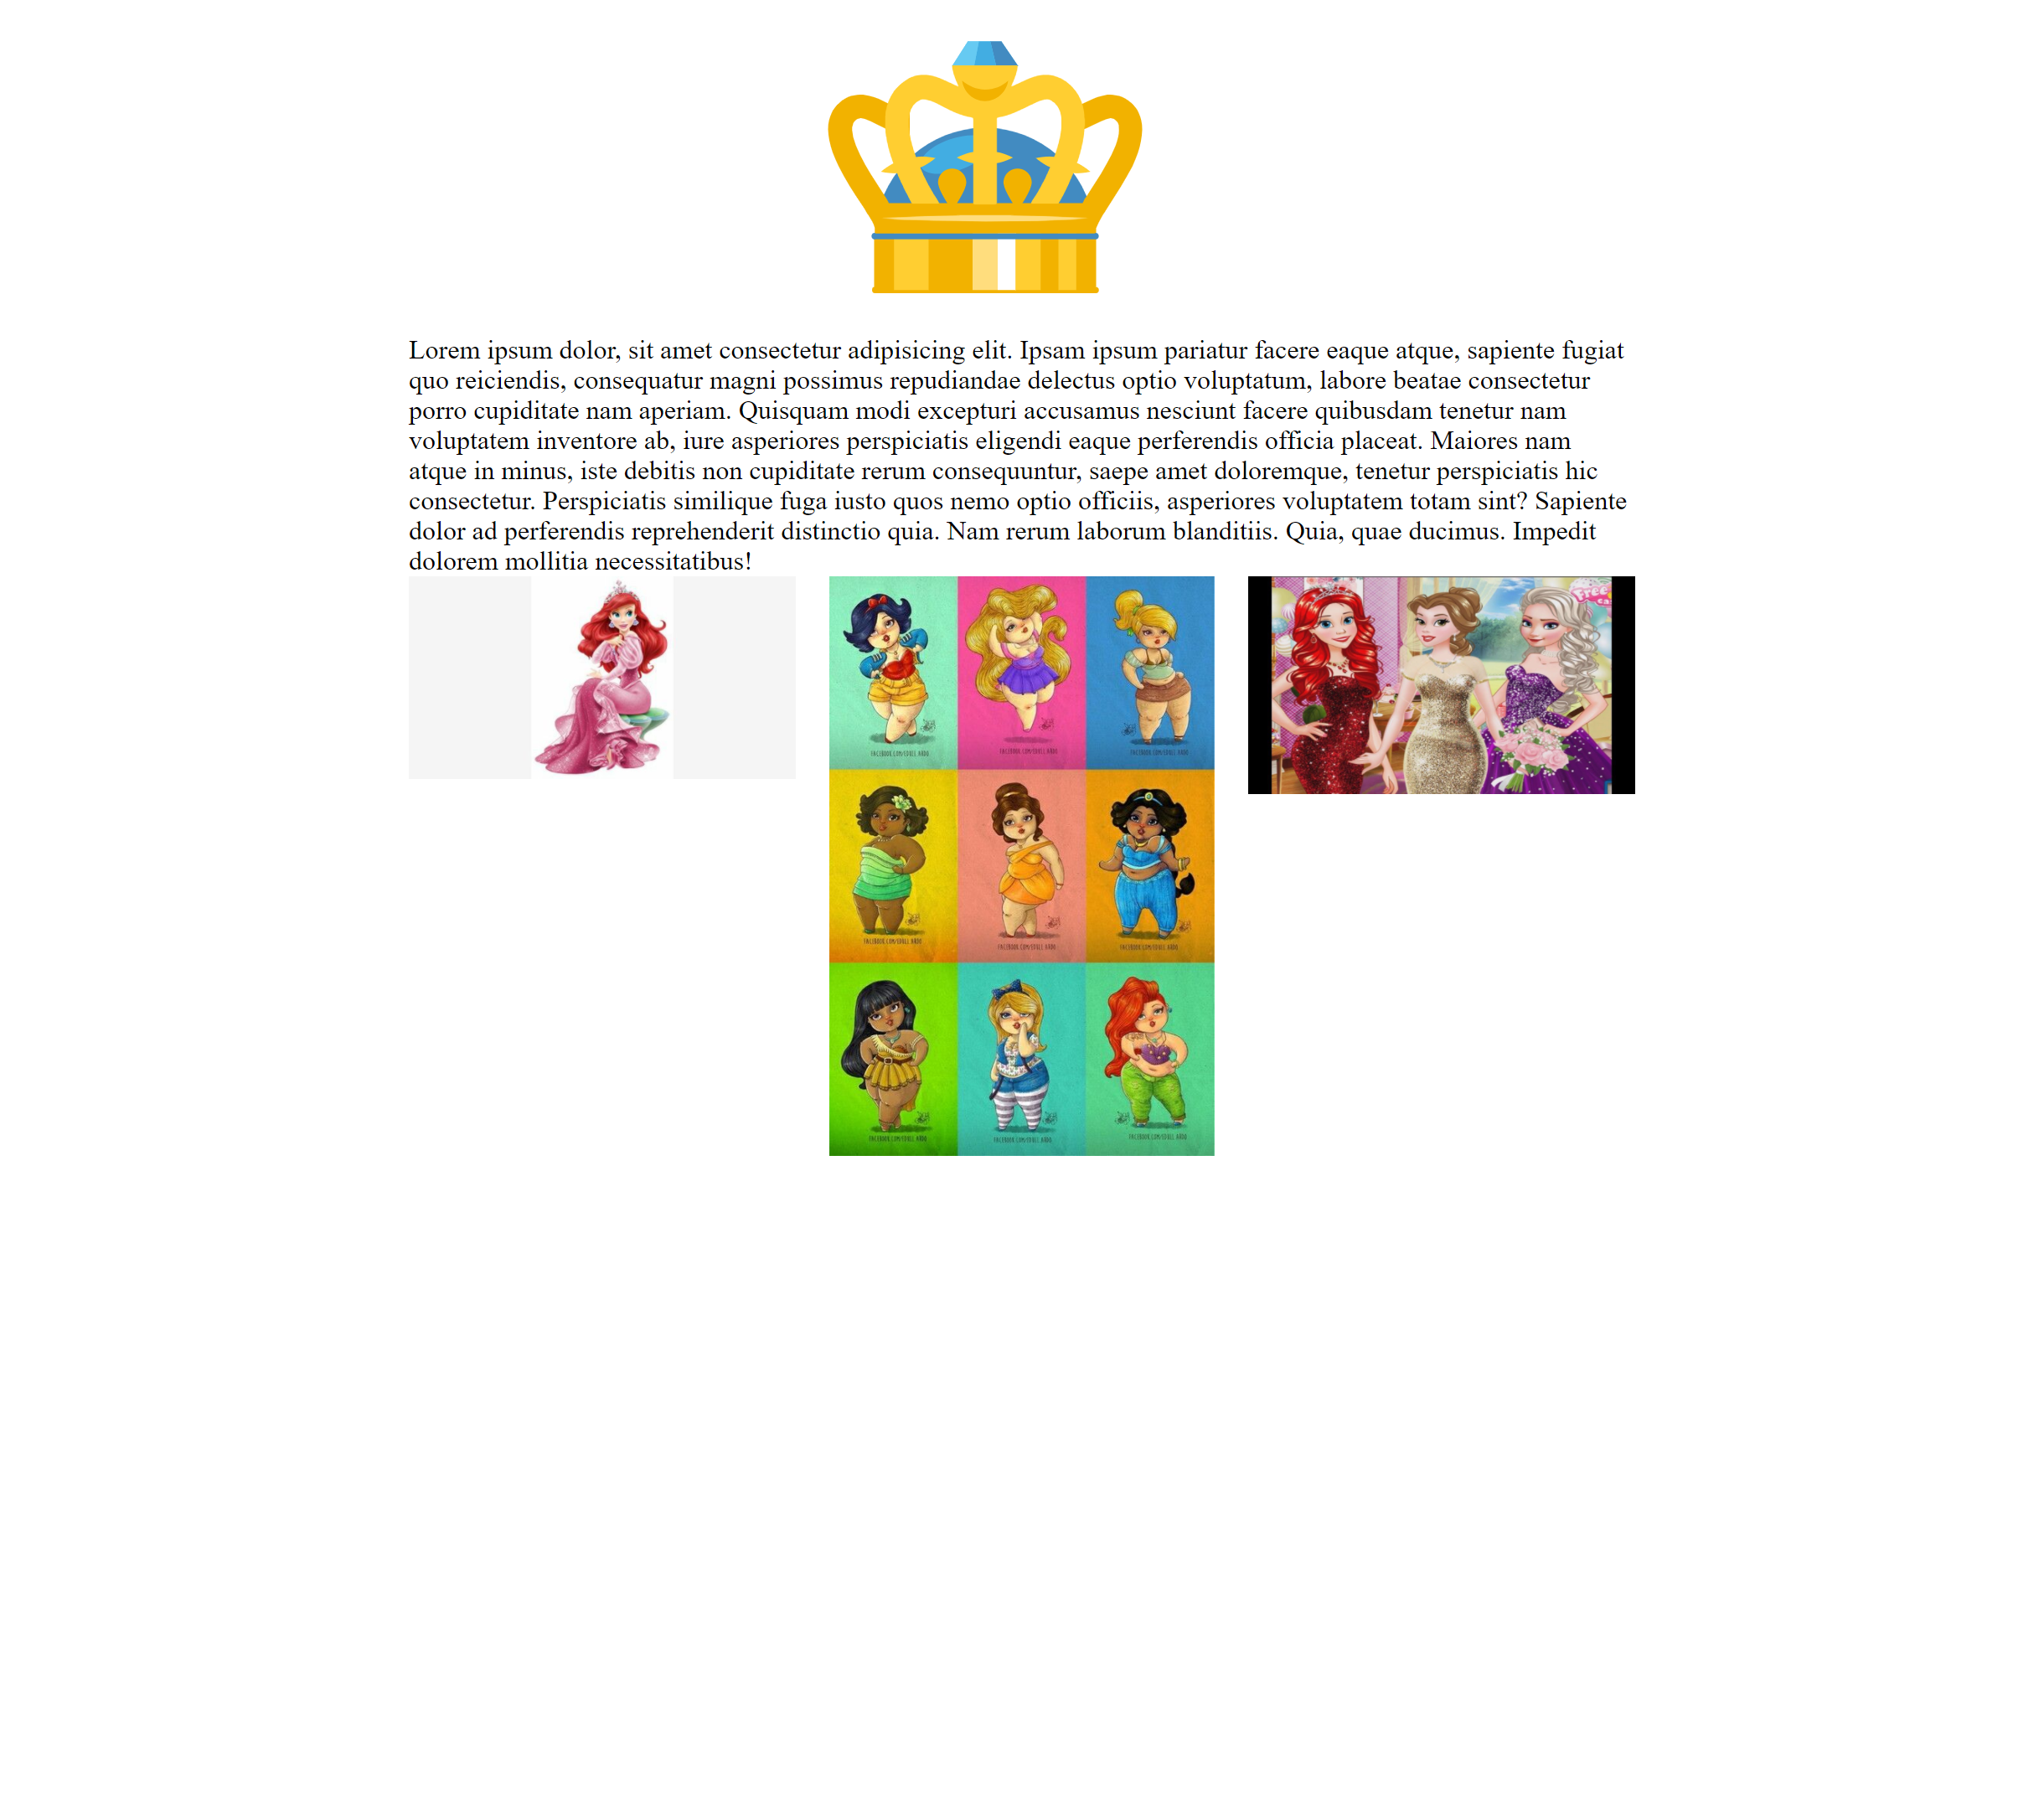 Lorem ipsum dolor, sit amet consectetur adipisicing elit. Ipsam ipsum pariatur facere eaque atque, sapiente fugiat
quo reiciendis, consequatur magni possimus repudiandae delectus optio voluptatum, labore beatae consectetur
porro cupiditate nam aperiam. Quisquam modi excepturi accusamus nesciunt facere quibusdam tenetur nam
voluptatem inventore ab, iure asperiores perspiciatis eligendi eaque perferendis officia placeat. Maiores nam
atque in minus, iste debitis non cupiditate rerum consequuntur, saepe amet doloremque, tenetur perspiciatis hic
consectetur. Perspiciatis similique fuga iusto quos nemo optio officiis, asperiores voluptatem totam sint? Sapiente
dolor ad perferendis reprehenderit distinctio quia. Nam rerum laborum blanditiis. Quia, quae ducimus. Impedit
dolorem mollitia necessitatibus!
Free